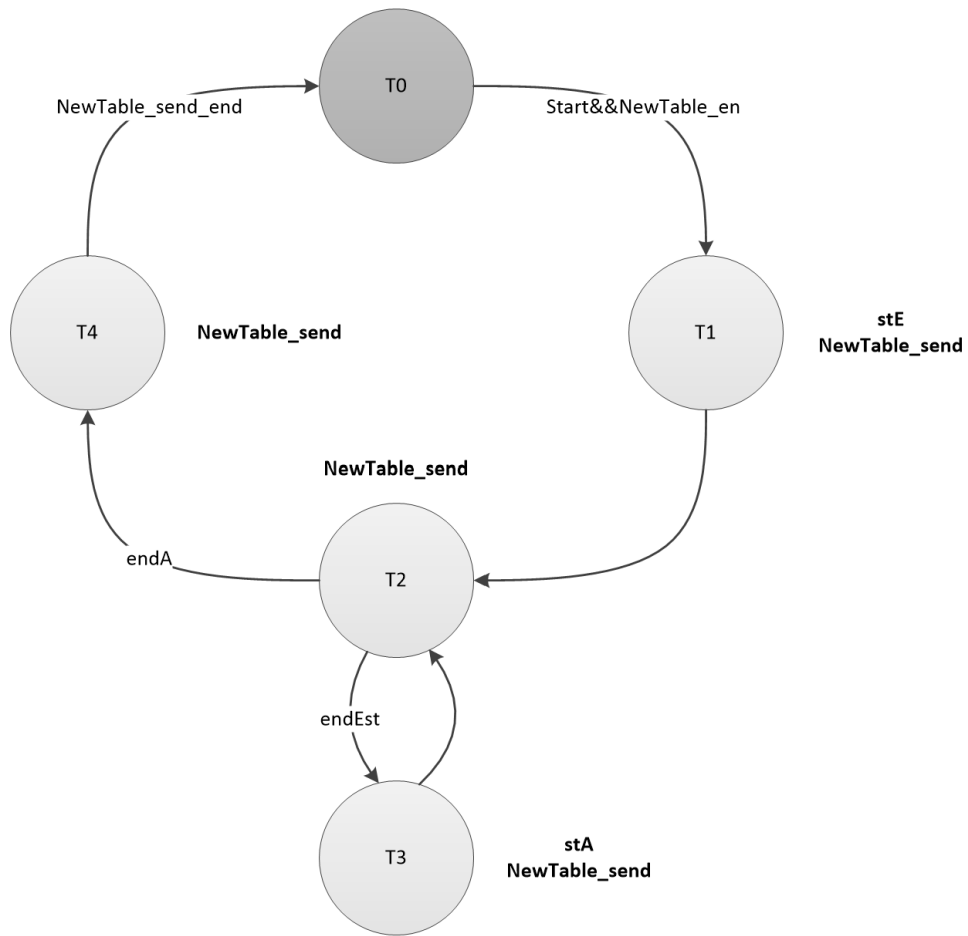 T0
NewTable_send_end
Start&&NewTable_en
T4
NewTable_send
T1
stE
NewTable_send
NewTable_send
endA
T2
endEst
T3
stA
NewTable_send